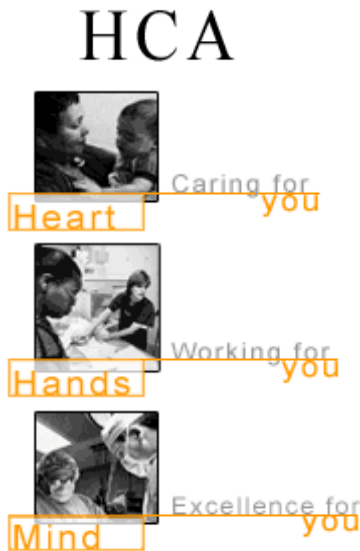 HCA
Caring for
you
Heart
Working for
you
Hands
Excellence for
you
Mind